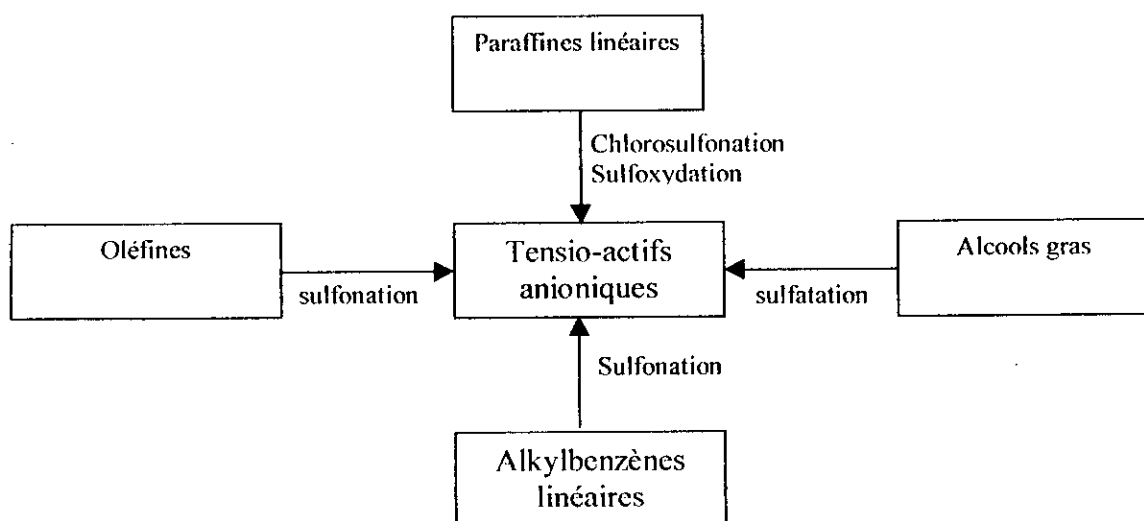 Paraffines linéaires
Chlorosulfonation
Sulfoxydation
Oléfines
sulfonation
Tensio-actifs
anioniques
Alcools gras
sulfatation
Sulfonation
Alkylbenzènes
linéaires